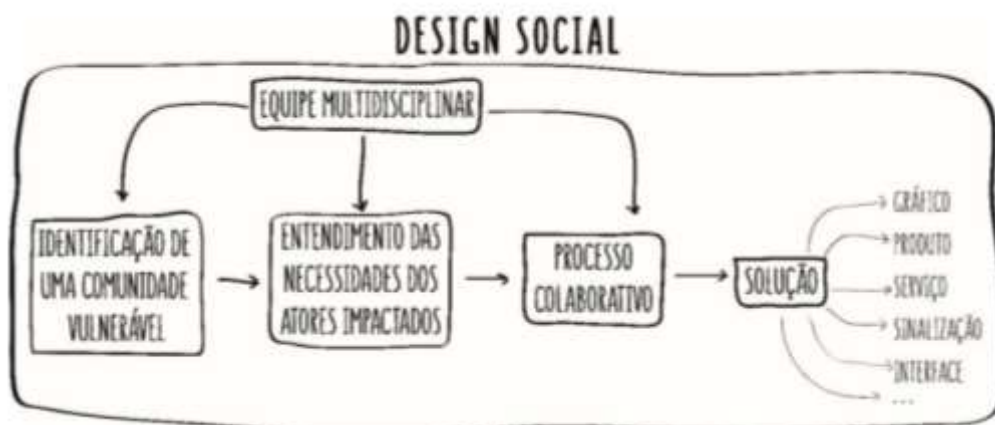 DESIGN SOCIAL
EQUIPE MULTIDISCIPLINAR
IDENTIFICAÇÃO DE
UMA COMUNIDADE
VULNERÁVEL
ENTENDIMENTO DAS
NECESSIDADES DOS
ATORES IMPACTADOS
PROCESSO
COLABORATIVO
SOLUÇÃO
GRÁFICO
PRODUTO
SERVIÇO
SINALIZAÇÃO
INTERFACE
...